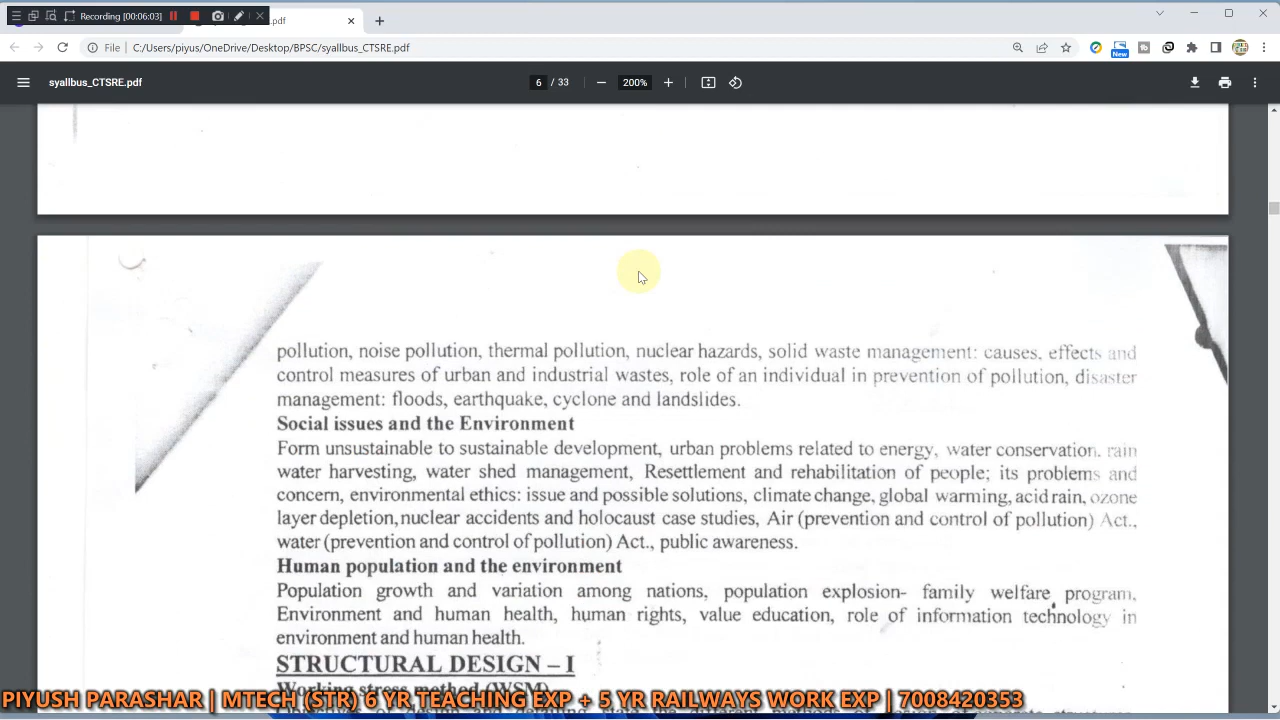 Recording [00:06:03]
.pdf
File
C:/Users/piyus/OneDrive/Desktop/BPSC/syallbus_CTSRE.pdf
New
syallbus_CTSRE.pdf
6 / 33
200%
pollution, noise pollution, thermal pollution, nuclear hazards, solid waste management: causes, effects and
control measures of urban and industrial wastes, role of an individual in prevention of pollution, disaster
management: floods, earthquake, cyclone and landslides.
Social issues and the Environment
Form unsustainable to sustainable development, urban problems related to energy, water conservation. rain
water harvesting, water shed management, Resettlement and rehabilitation of people; its problems and
concern, environmental ethics: issue and possible solutions, climate change, global warming, acid rain, ozone
layer depletion, nuclear accidents and holocaust case studies, Air (prevention and control of pollution) Act.,
water (prevention and control of pollution) Act., public awareness.
Human population and the environment
Population growth and variation among nations, population explosion- family welfare program,
Environment and human health, human rights, value education, role of information technology in
environment and human health.
STRUCTURAL DESIGN – I
Working stress method (WSM)
PIYUSH PARASHAR | MTECH (STR) 6 YR TEACHING EXP + 5 YR RAILWAYS WORK EXP | 7008420353